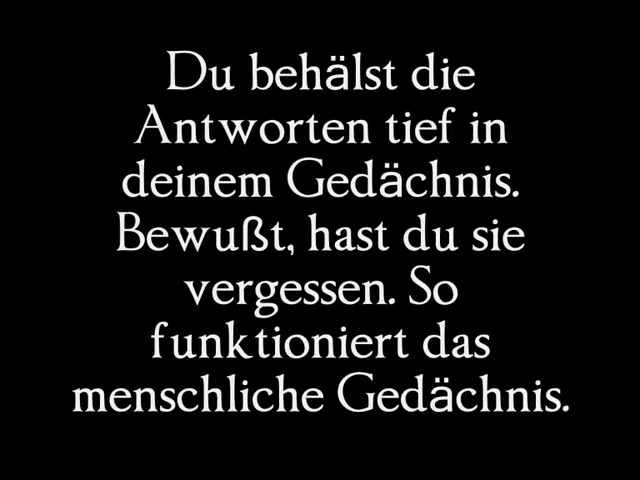 Du behälst die
Antworten tief in
deinem Gedächnis.
Bewußt, hast du sie
vergessen. So
funktioniert das
menschliche Gedächnis.